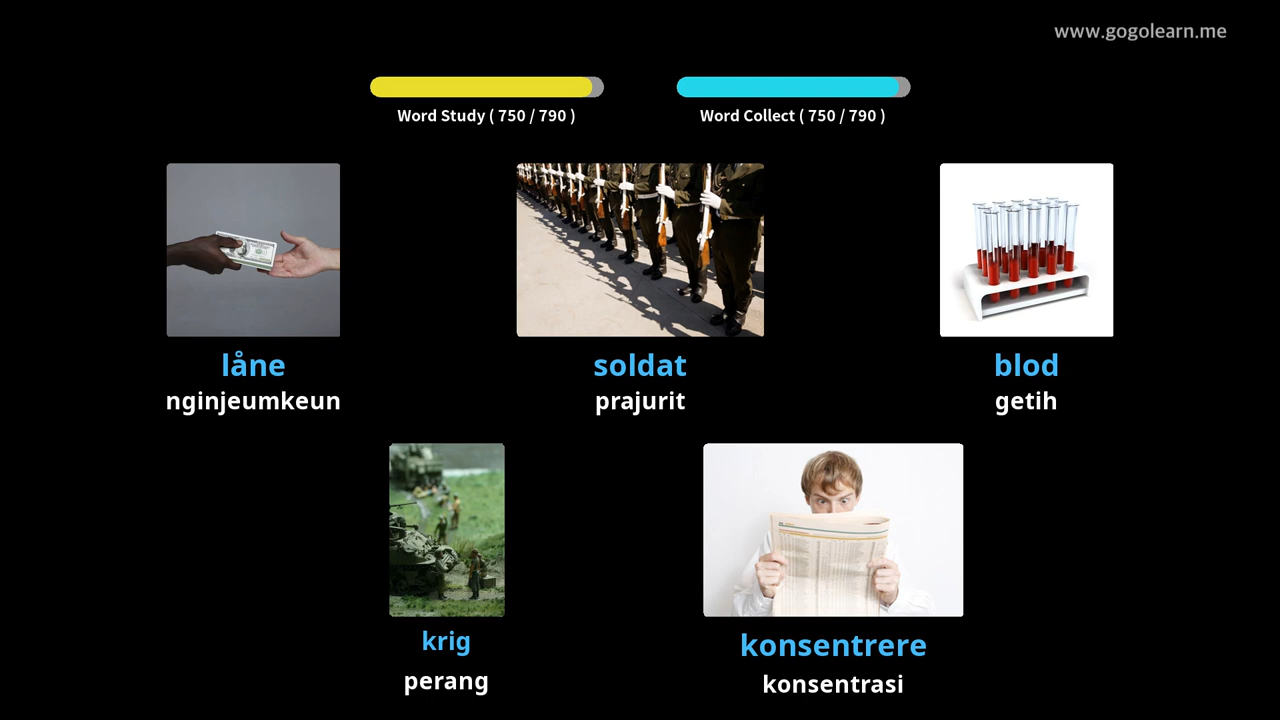 www.gogolearn.me
Word Study ( 750 / 790 )
Word Collect ( 750 / 790 )
låne
nginjeumkeun
soldat
prajurit
blod
getih
krig
perang
konsentrere
konsentrasi